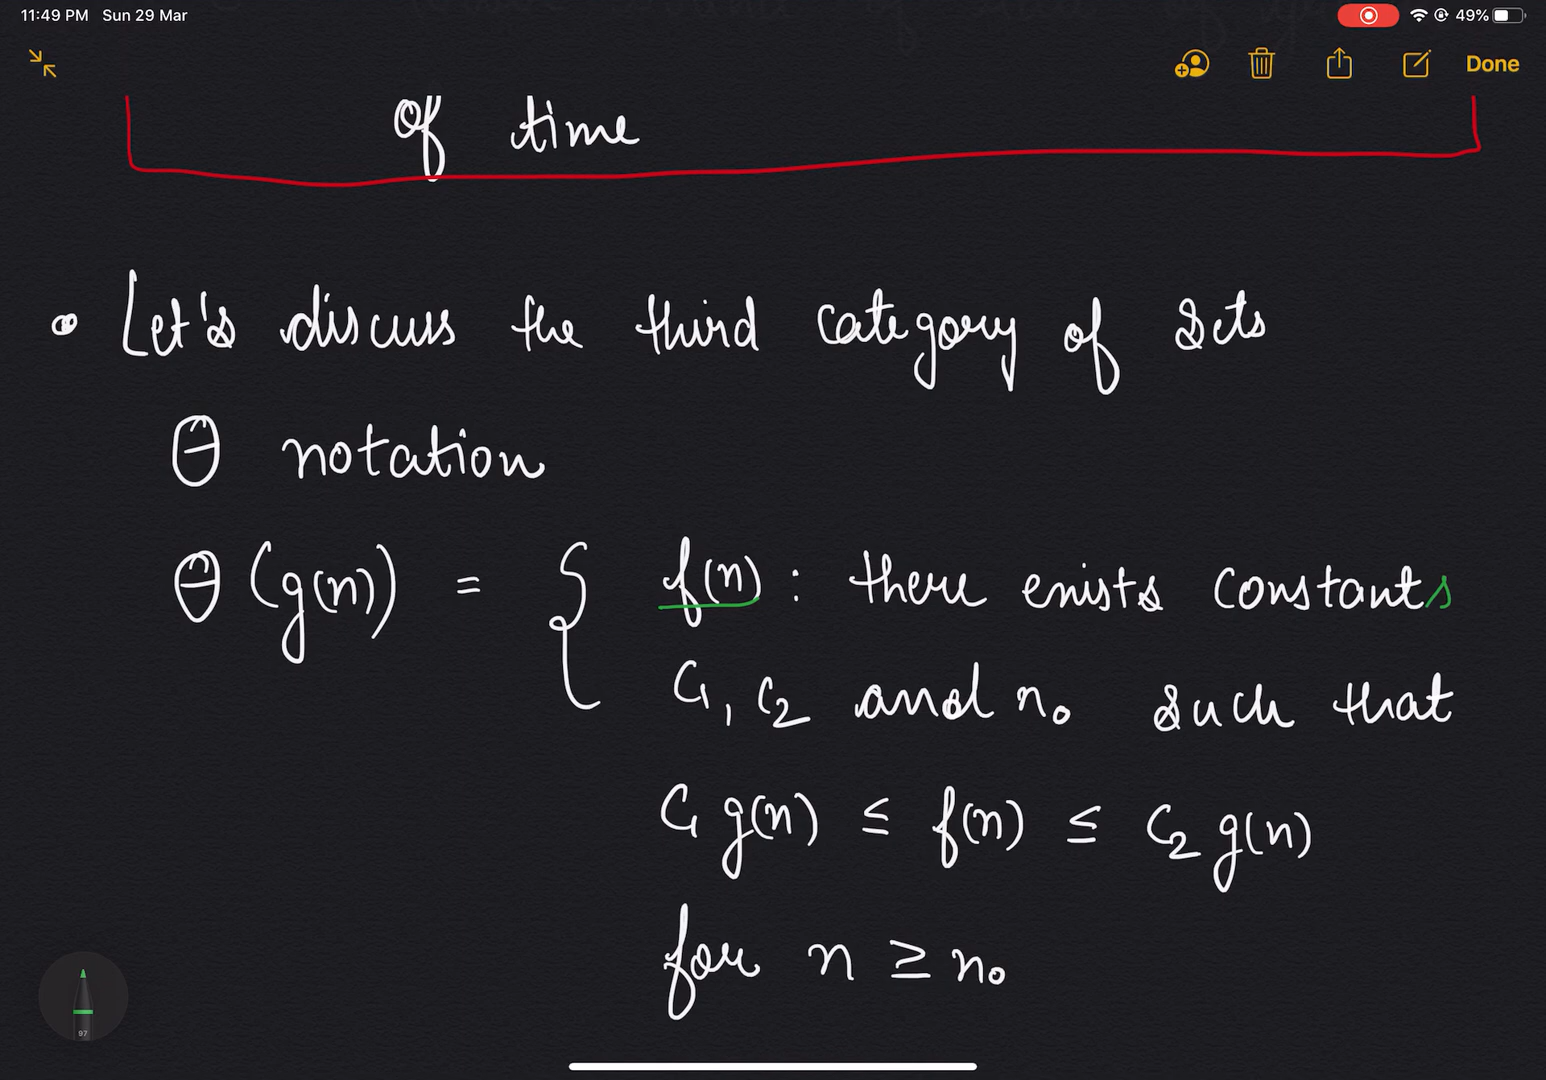 11:49 PM Sun 29 Mar 49%
Done
of time
• Let's discuss the third category of sets
θ notation
θ (g(n)) = { f(n) : there exists constants
C₁, C₂ and n₀ such that
C₁ g(n) ≤ f(n) ≤ C₂ g(n)
for n ≥ n₀
97